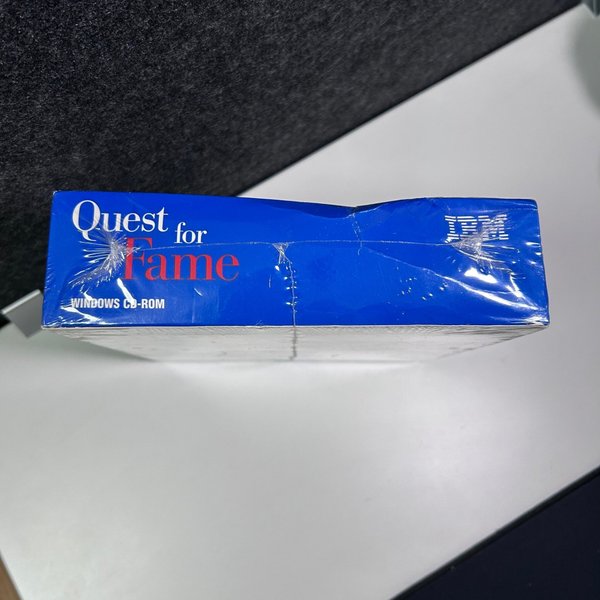 Quest for
Fame
IBM
WINDOWS CD-ROM